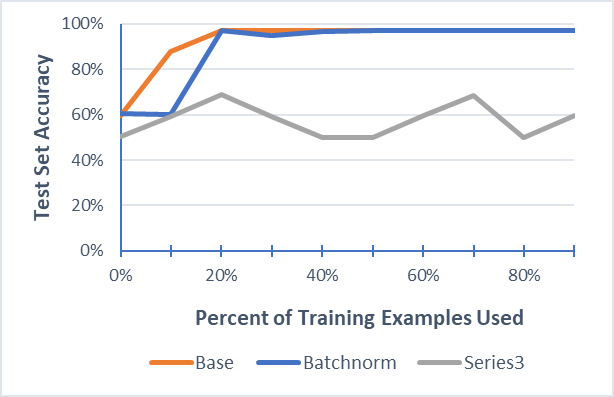 100%
80%
60%
40%
20%
0%
Test Set Accuracy
0% 20% 40% 60% 80%
Percent of Training Examples Used
Base Batchnorm Series3